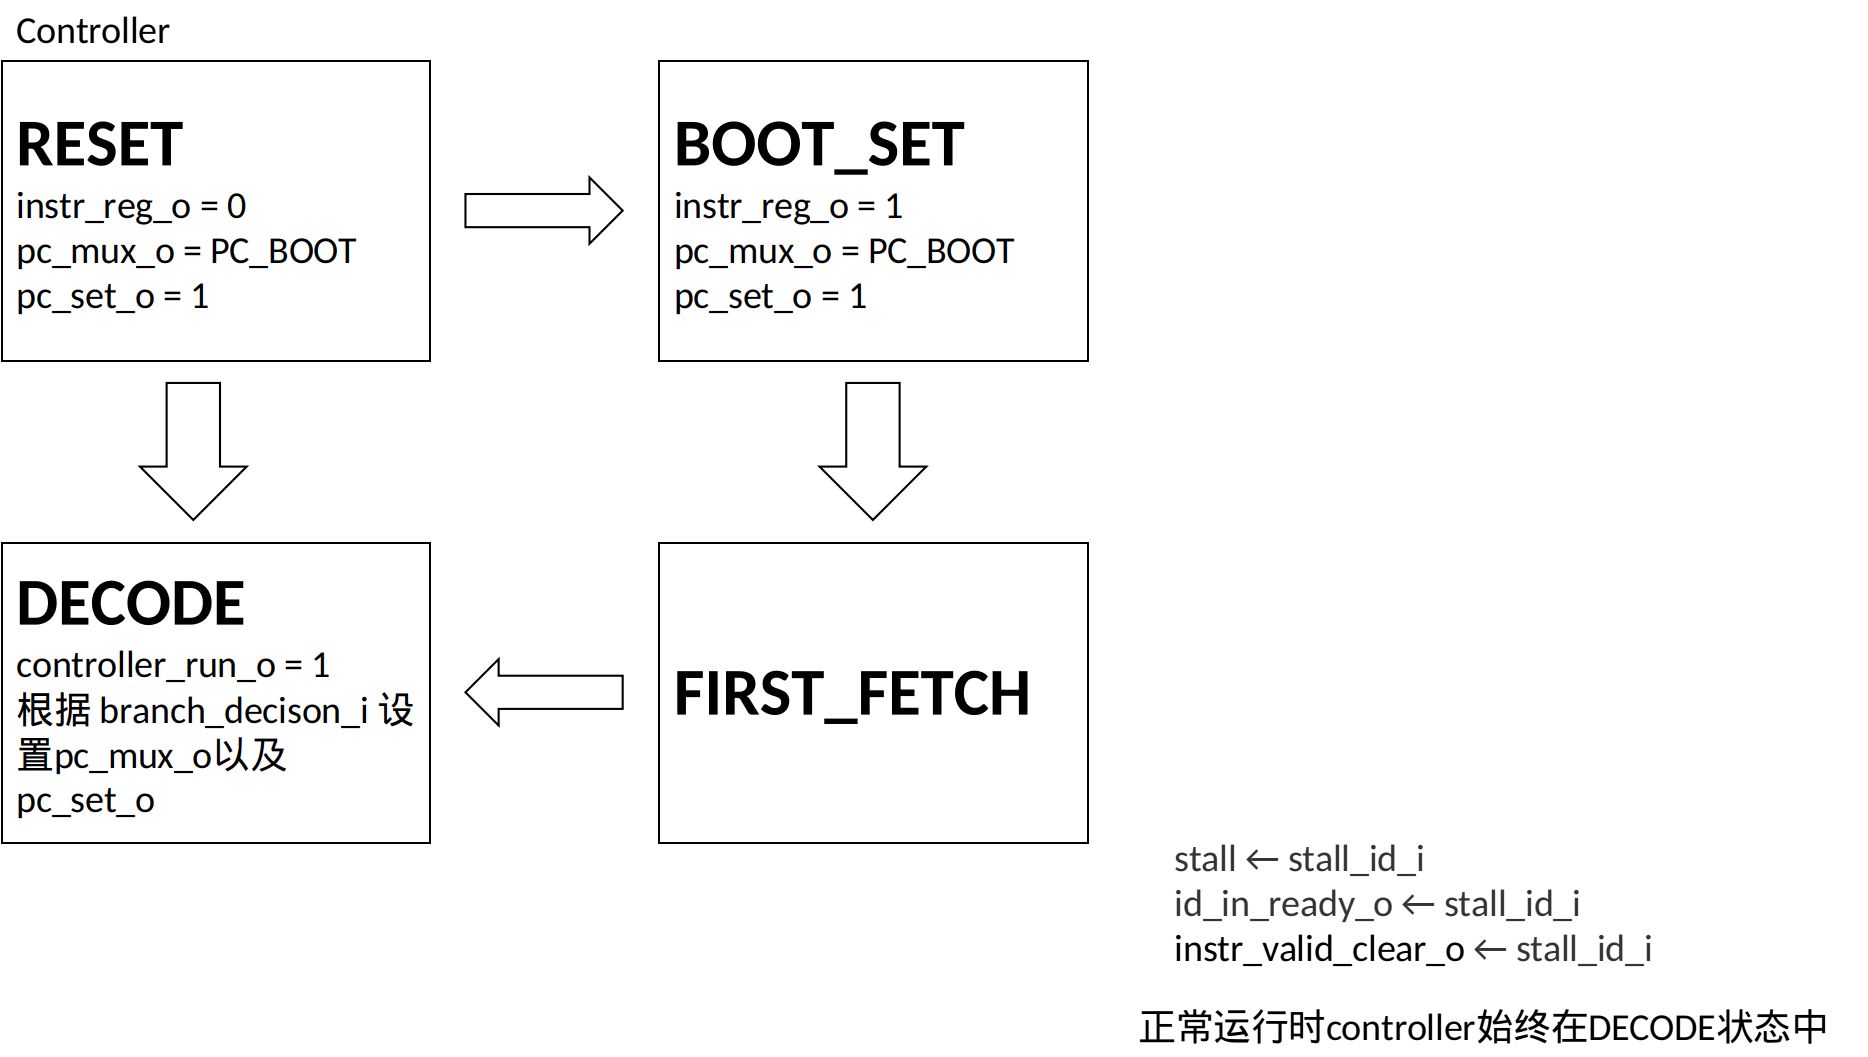 Controller
RESET
instr_reg_o = 0
pc_mux_o = PC_BOOT
pc_set_o = 1
BOOT_SET
instr_reg_o = 1
pc_mux_o = PC_BOOT
pc_set_o = 1
DECODE
controller_run_o = 1
根据 branch_decison_i 设
置pc_mux_o以及
pc_set_o
FIRST_FETCH
stall ← stall_id_i
id_in_ready_o ← stall_id_i
instr_valid_clear_o ← stall_id_i
正常运行时controller始终在DECODE状态中